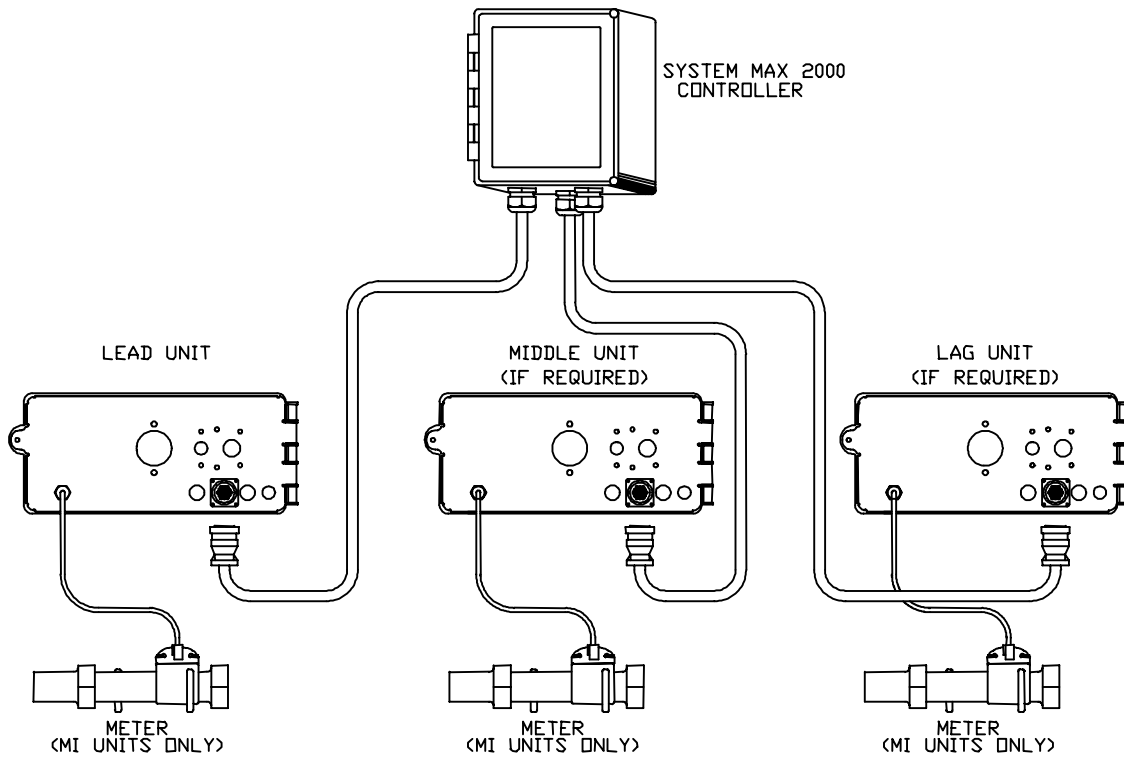 SYSTEM MAX 2000
CONTROLLER
LEAD UNIT
MIDDLE UNIT
(IF REQUIRED)
LAG UNIT
(IF REQUIRED)
METER
(MI UNITS ONLY)
METER
(MI UNITS ONLY)
METER
(MI UNITS ONLY)